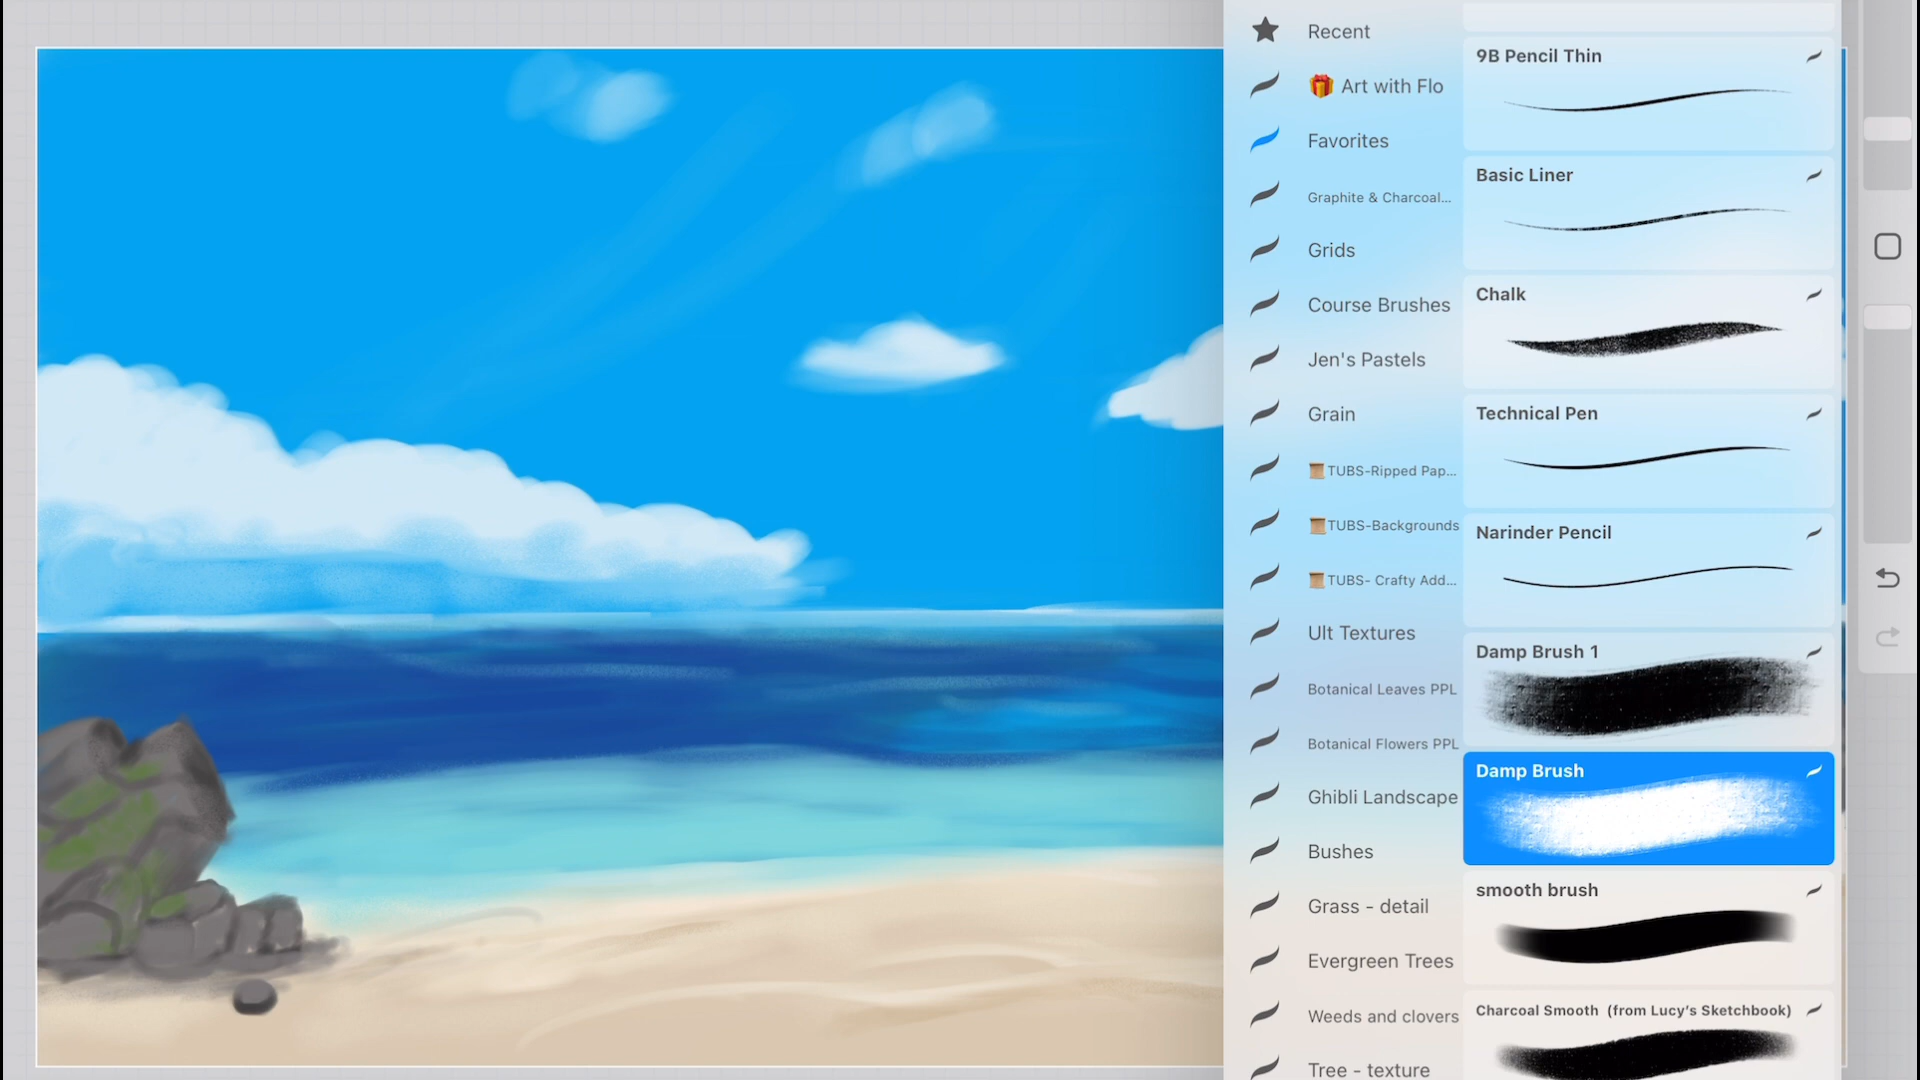 Recent
🎁 Art with Flo
Favorites
Graphite & Charcoal...
Grids
Course Brushes
Jen's Pastels
Grain
📜TUBS-Ripped Pap...
📜TUBS-Backgrounds
📜TUBS- Crafty Add...
Ult Textures
Botanical Leaves PPL
Botanical Flowers PPL
Ghibli Landscape
Bushes
Grass - detail
Evergreen Trees
Weeds and clovers
Tree - texture
9B Pencil Thin
Basic Liner
Chalk
Technical Pen
Narinder Pencil
Damp Brush 1
Damp Brush
smooth brush
Charcoal Smooth (from Lucy’s Sketchbook)